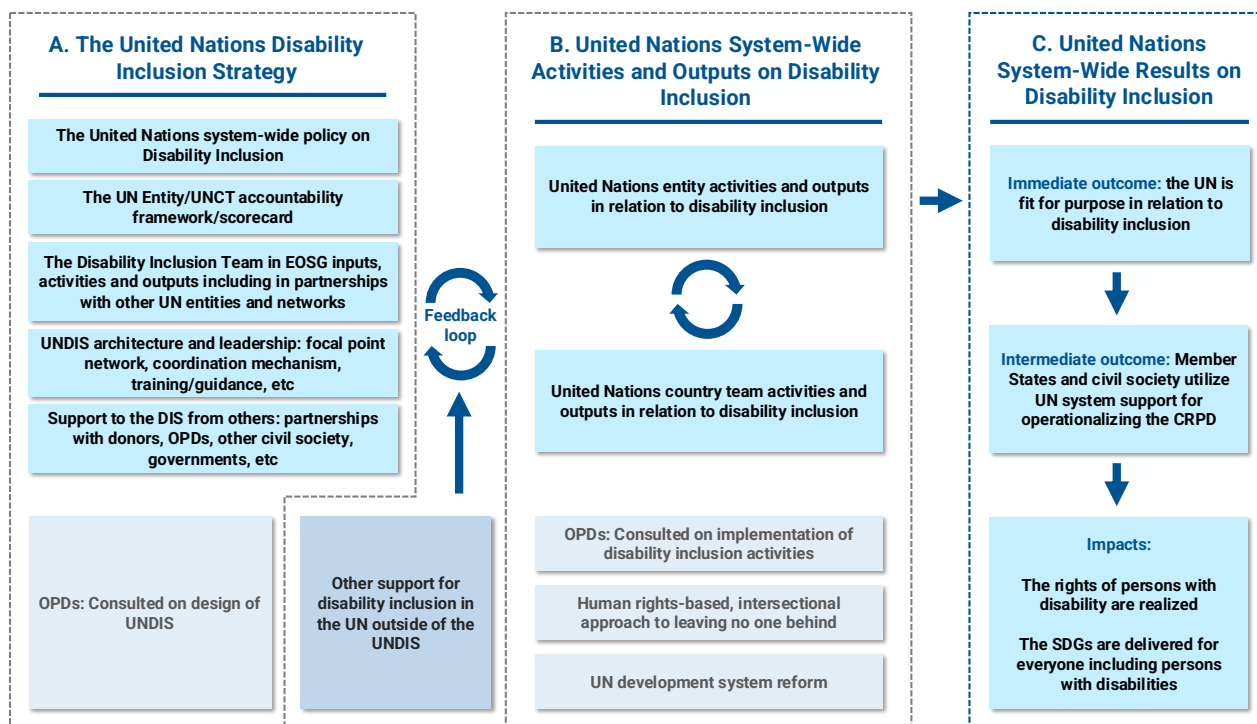 A. The United Nations Disability
Inclusion Strategy
The United Nations system-wide policy on
Disability Inclusion
The UN Entity/UNCT accountability
framework/scorecard
The Disability Inclusion Team in EOSG inputs,
activities and outputs including in partnerships
with other UN entities and networks
UNDIS architecture and leadership: focal point
network, coordination mechanism,
training/guidance, etc
Support to the DIS from others: partnerships
with donors, OPDs, other civil society,
governments, etc
OPDs: Consulted on design of
UNDIS
Other support for
disability inclusion in
the UN outside of the
UNDIS
Feedback
loop
B. United Nations System-Wide
Activities and Outputs on Disability
Inclusion
United Nations entity activities and outputs
in relation to disability inclusion
United Nations country team activities and
outputs in relation to disability inclusion
OPDs: Consulted on implementation of
disability inclusion activities
Human rights-based, intersectional
approach to leaving no one behind
UN development system reform
C. United Nations
System-Wide Results on
Disability Inclusion
Immediate outcome: the UN is
fit for purpose in relation to
disability inclusion
Intermediate outcome: Member
States and civil society utilize
UN system support for
operationalizing the CRPD
Impacts:
The rights of persons with
disability are realized
The SDGs are delivered for
everyone including persons
with disabilities